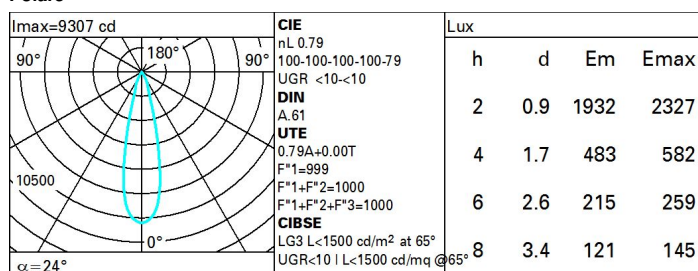 Imax=9307 cd
90° 180° 90°
10500
0°
α=24°
CIE
nL 0.79
100-100-100-100-79
UGR <10-<10
DIN
A.61
UTE
0.79A+0.00T
F"1=999
F"1+F"2=1000
F"1+F"2+F"3=1000
CIBSE
LG3 L<1500 cd/m² at 65°
UGR<10 | L<1500 cd/mq @65°
Lux
h d Em Emax
2 0.9 1932 2327
4 1.7 483 582
6 2.6 215 259
8 3.4 121 145